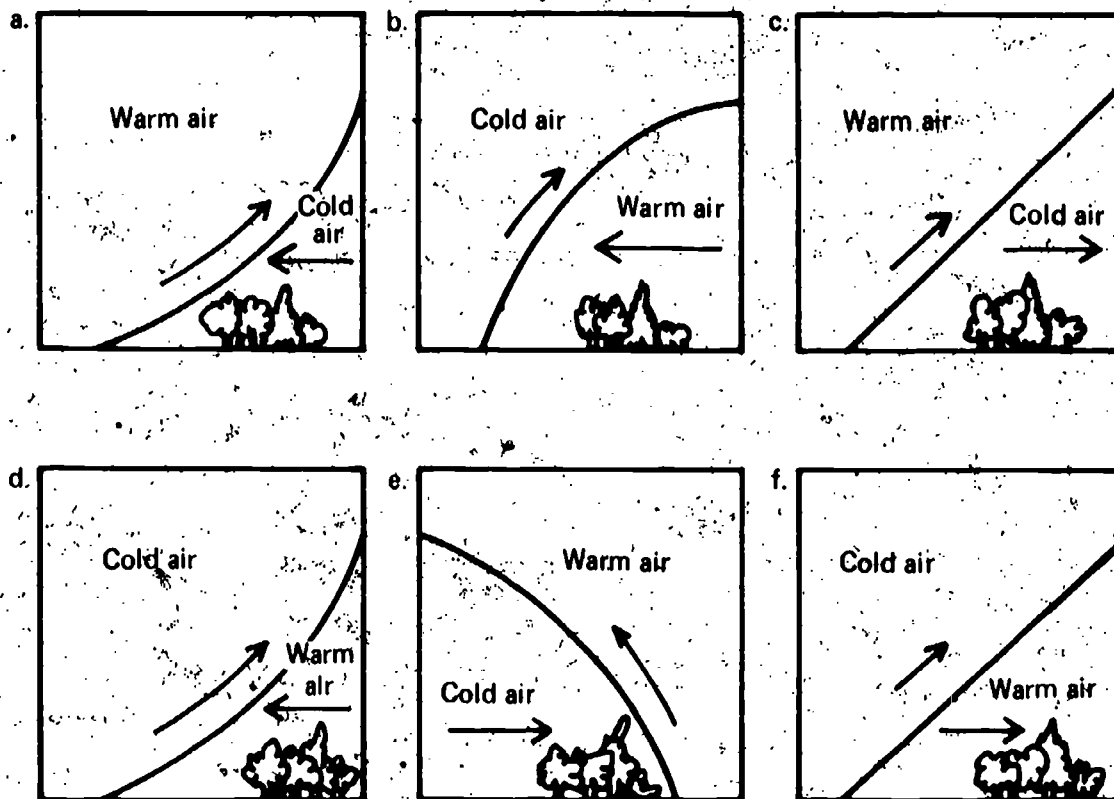 a.
Warm air
Cold
air
b.
Cold air
Warm air
c.
Warm air
Cold air
d.
Cold air
Warm
air
e.
Warm air
Cold air
f.
Cold air
Warm air